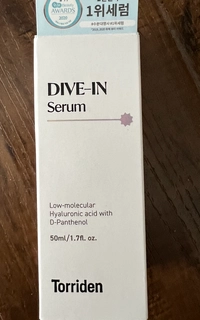 AWARDS
1위세럼
DIVE-IN
Serum
Low-molecular
Hyaluronic acid with
D-Panthenol
50ml/1.7fl. oz.
Torriden